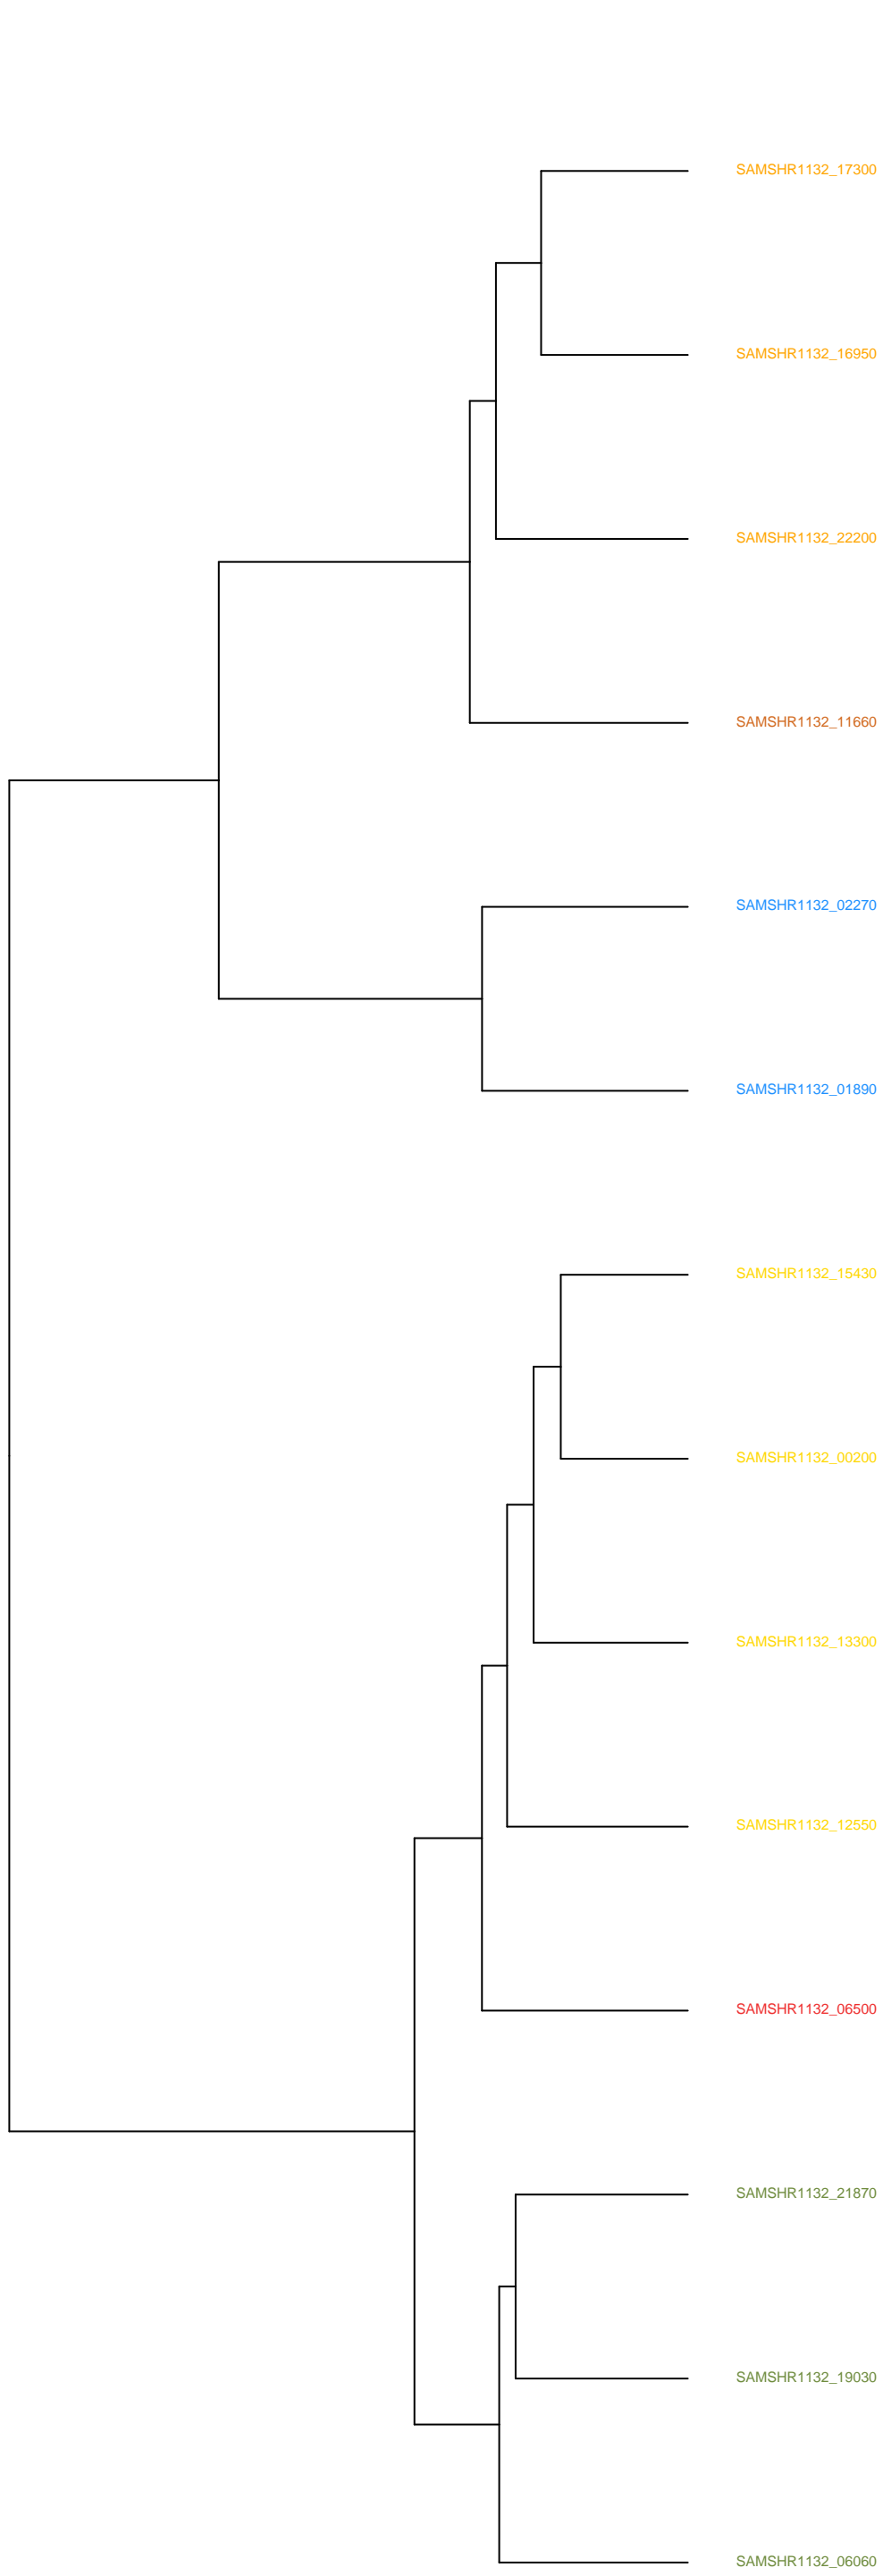 SAMSHR1132_17300
SAMSHR1132_16950
SAMSHR1132_22200
SAMSHR1132_11660
SAMSHR1132_02270
SAMSHR1132_01890
SAMSHR1132_15430
SAMSHR1132_00200
SAMSHR1132_13300
SAMSHR1132_12550
SAMSHR1132_06500
SAMSHR1132_21870
SAMSHR1132_19030
SAMSHR1132_06060